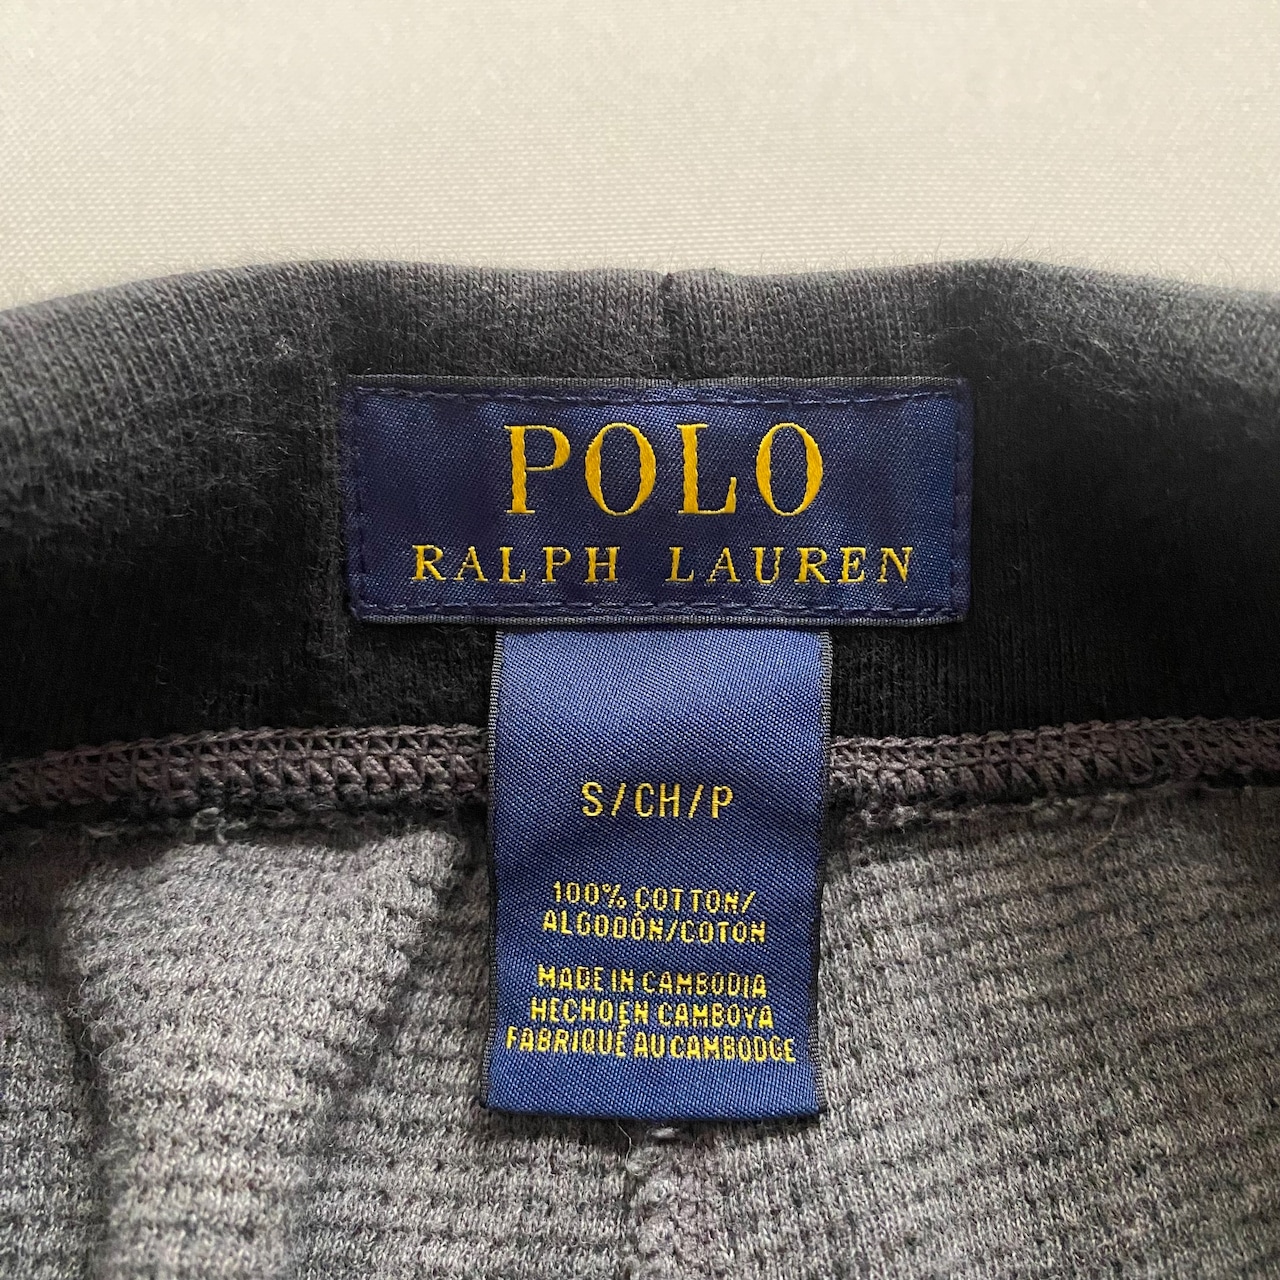 POLO
RALPH LAUREN
S/CH/P
100% COTTON/
ALGODÓN/COTON
MADE IN CAMBODIA
HECHO EN CAMBOYA
FABRIQUÉ AU CAMBODGE